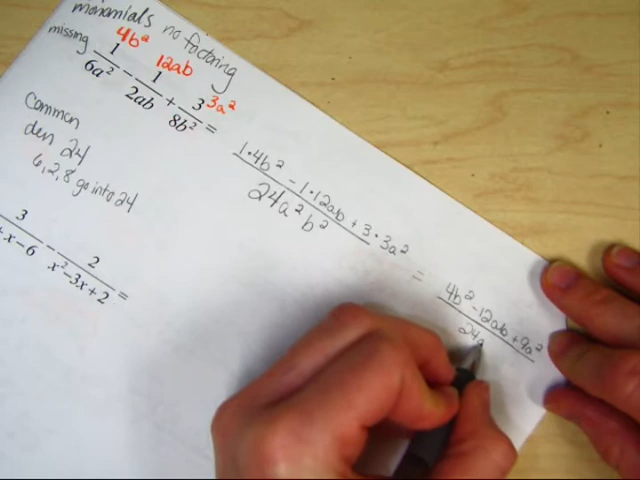 monomials no factoring
missing 4b² 12ab 3a²
1/6a² - 1/2ab + 3/8b² =
Common
den 24
6, 2, 8 go into 24
(1·4b² - 1·12ab + 3·3a²)/24a²b²
= (4b² - 12ab + 9a²)/24a
3/+x-6 - 2/x²-3x+2 =